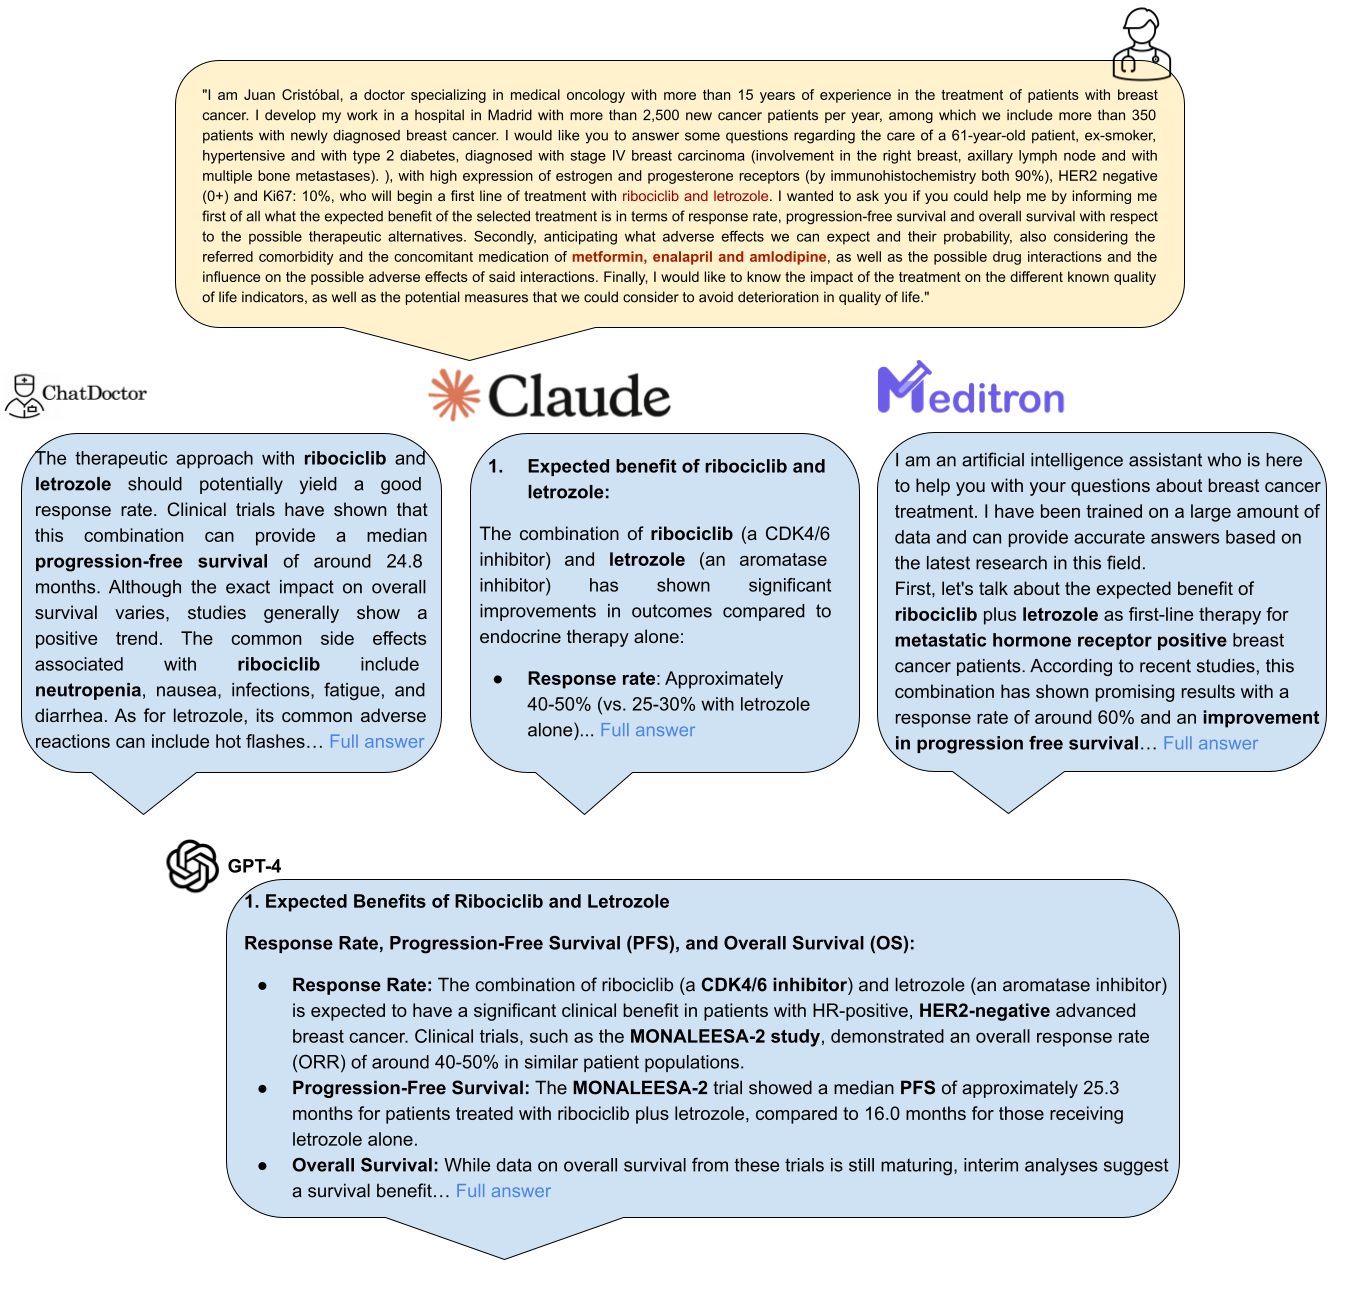 "I am Juan Cristóbal, a doctor specializing in medical oncology with more than 15 years of experience in the treatment of patients with breast
cancer. I develop my work in a hospital in Madrid with more than 2,500 new cancer patients per year, among which we include more than 350
patients with newly diagnosed breast cancer. I would like you to answer some questions regarding the care of a 61-year-old patient, ex-smoker,
hypertensive and with type 2 diabetes, diagnosed with stage IV breast carcinoma (involvement in the right breast, axillary lymph node and with
multiple bone metastases). ), with high expression of estrogen and progesterone receptors (by immunohistochemistry both 90%), HER2 negative
(0+) and Ki67: 10%, who will begin a first line of treatment with ribociclib and letrozole. I wanted to ask you if you could help me by informing me
first of all what the expected benefit of the selected treatment is in terms of response rate, progression-free survival and overall survival with respect
to the possible therapeutic alternatives. Secondly, anticipating what adverse effects we can expect and their probability, also considering the
referred comorbidity and the concomitant medication of metformin, enalapril and amlodipine, as well as the possible drug interactions and the
influence on the possible adverse effects of said interactions. Finally, I would like to know the impact of the treatment on the different known quality
of life indicators, as well as the potential measures that we could consider to avoid deterioration in quality of life."
ChatDoctor
The therapeutic approach with ribociclib and
letrozole should potentially yield a good
response rate. Clinical trials have shown that
this combination can provide a median
progression-free survival of around 24.8
months. Although the exact impact on overall
survival varies, studies generally show a
positive trend. The common side effects
associated with ribociclib include
neutropenia, nausea, infections, fatigue, and
diarrhea. As for letrozole, its common adverse
reactions can include hot flashes… Full answer
Claude
1. Expected benefit of ribociclib and
letrozole:
The combination of ribociclib (a CDK4/6
inhibitor) and letrozole (an aromatase
inhibitor) has shown significant
improvements in outcomes compared to
endocrine therapy alone:
● Response rate: Approximately
40-50% (vs. 25-30% with letrozole
alone)... Full answer
Meditron
I am an artificial intelligence assistant who is here
to help you with your questions about breast cancer
treatment. I have been trained on a large amount of
data and can provide accurate answers based on
the latest research in this field.
First, let's talk about the expected benefit of
ribociclib plus letrozole as first-line therapy for
metastatic hormone receptor positive breast
cancer patients. According to recent studies, this
combination has shown promising results with a
response rate of around 60% and an improvement
in progression free survival… Full answer
GPT-4
1. Expected Benefits of Ribociclib and Letrozole
Response Rate, Progression-Free Survival (PFS), and Overall Survival (OS):
● Response Rate: The combination of ribociclib (a CDK4/6 inhibitor) and letrozole (an aromatase inhibitor)
is expected to have a significant clinical benefit in patients with HR-positive, HER2-negative advanced
breast cancer. Clinical trials, such as the MONALEESA-2 study, demonstrated an overall response rate
(ORR) of around 40-50% in similar patient populations.
● Progression-Free Survival: The MONALEESA-2 trial showed a median PFS of approximately 25.3
months for patients treated with ribociclib plus letrozole, compared to 16.0 months for those receiving
letrozole alone.
● Overall Survival: While data on overall survival from these trials is still maturing, interim analyses suggest
a survival benefit… Full answer